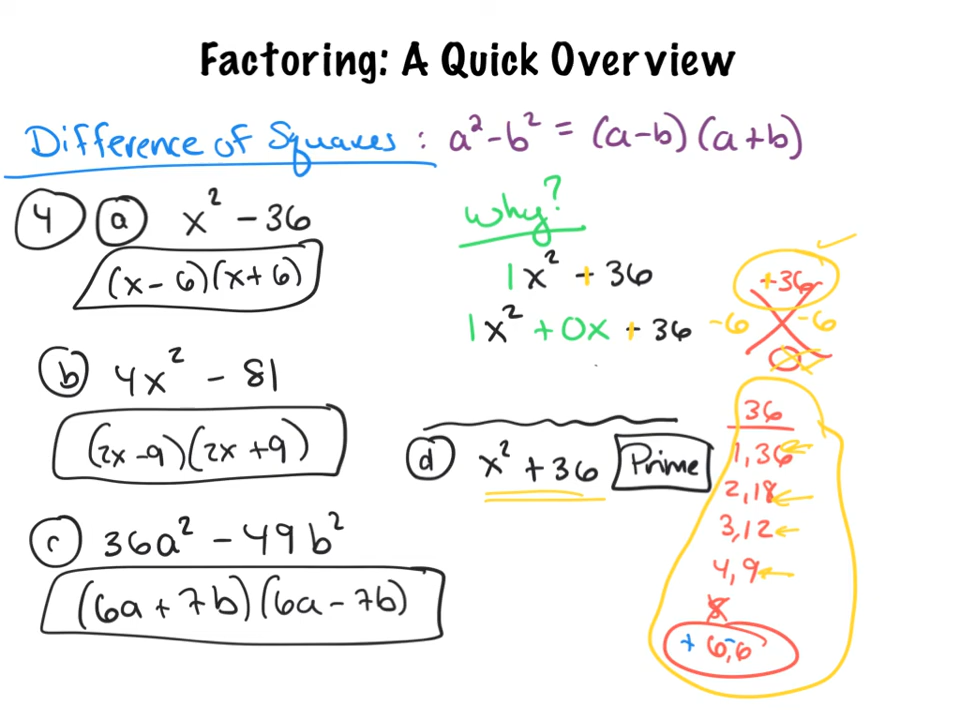 Factoring: A Quick Overview
Difference of Squares: a² - b² = (a-b)(a+b)
4 a x² - 36
(x - 6)(x + 6)
b 4x² - 81
(2x - 9)(2x + 9)
c 36a² - 49b²
(6a + 7b)(6a - 7b)
why?
1x² + 36
1x² + 0x + 36
+36
-6 -6
0
d x² + 36 Prime
36
1, 36
2, 18
3, 12
4, 9
+ 6, -6